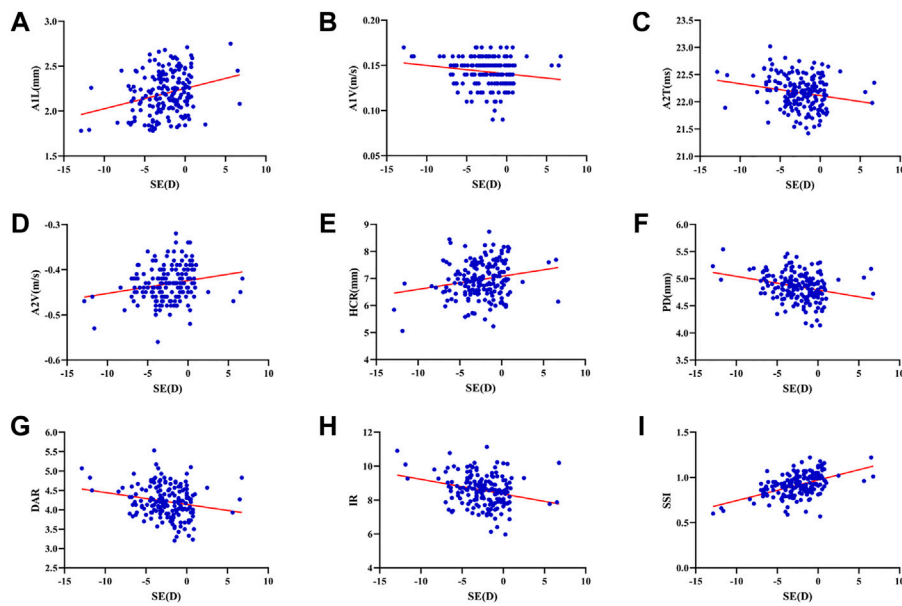 A B C
A1L(mm) 3.0 2.5 2.0 1.5 -15 -10 -5 0 5 10 SE(D)
A1V(m/s) 0.20 0.15 0.10 0.05 -15 -10 -5 0 5 10 SE(D)
A2T(ms) 23.5 23.0 22.5 22.0 21.5 21.0 -15 -10 -5 0 5 10 SE(D)
D E F
A2V(m/s) -0.3 -0.4 -0.5 -0.6 -15 -10 -5 0 5 10 SE(D)
HCR(mm) 9 8 7 6 5 4 -15 -10 -5 0 5 10 SE(D)
PD(mm) 6.0 5.5 5.0 4.5 4.0 3.5 -15 -10 -5 0 5 10 SE(D)
G H I
DAR 6.0 5.5 5.0 4.5 4.0 3.5 3.0 2.5 -15 -10 -5 0 5 10 SE(D)
IR 12 10 8 6 4 -15 -10 -5 0 5 10 SE(D)
SSI 1.5 1.0 0.5 0.0 -15 -10 -5 0 5 10 SE(D)